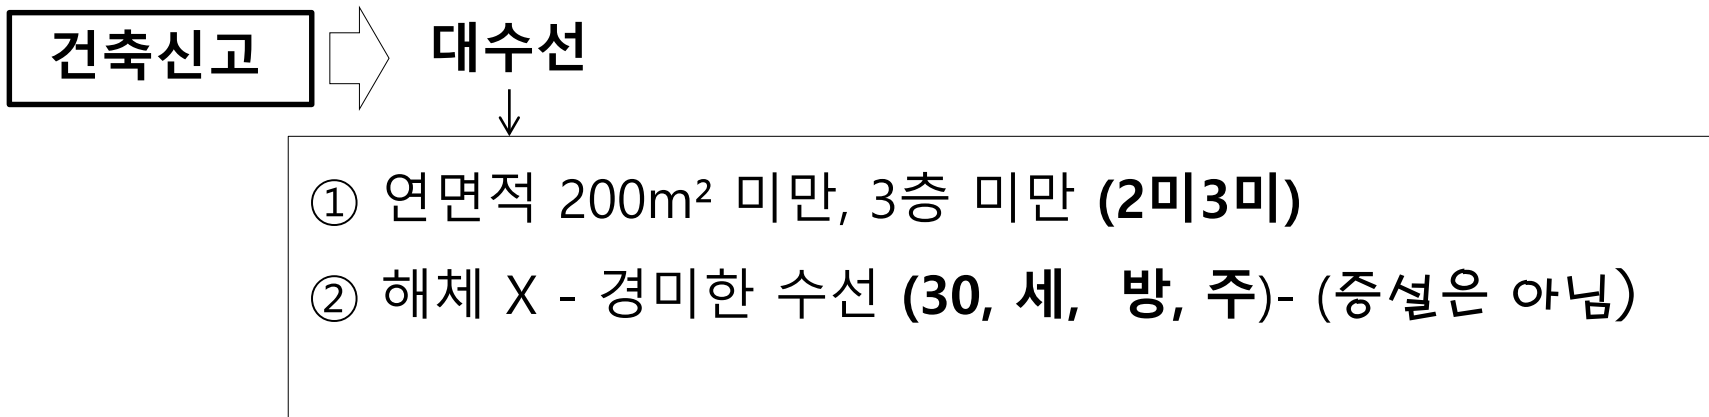 건축신고 대수선
① 연면적 200m² 미만, 3층 미만 (2미3미)
② 해체 X - 경미한 수선 (30, 세, 방, 주)- (증설은 아님)